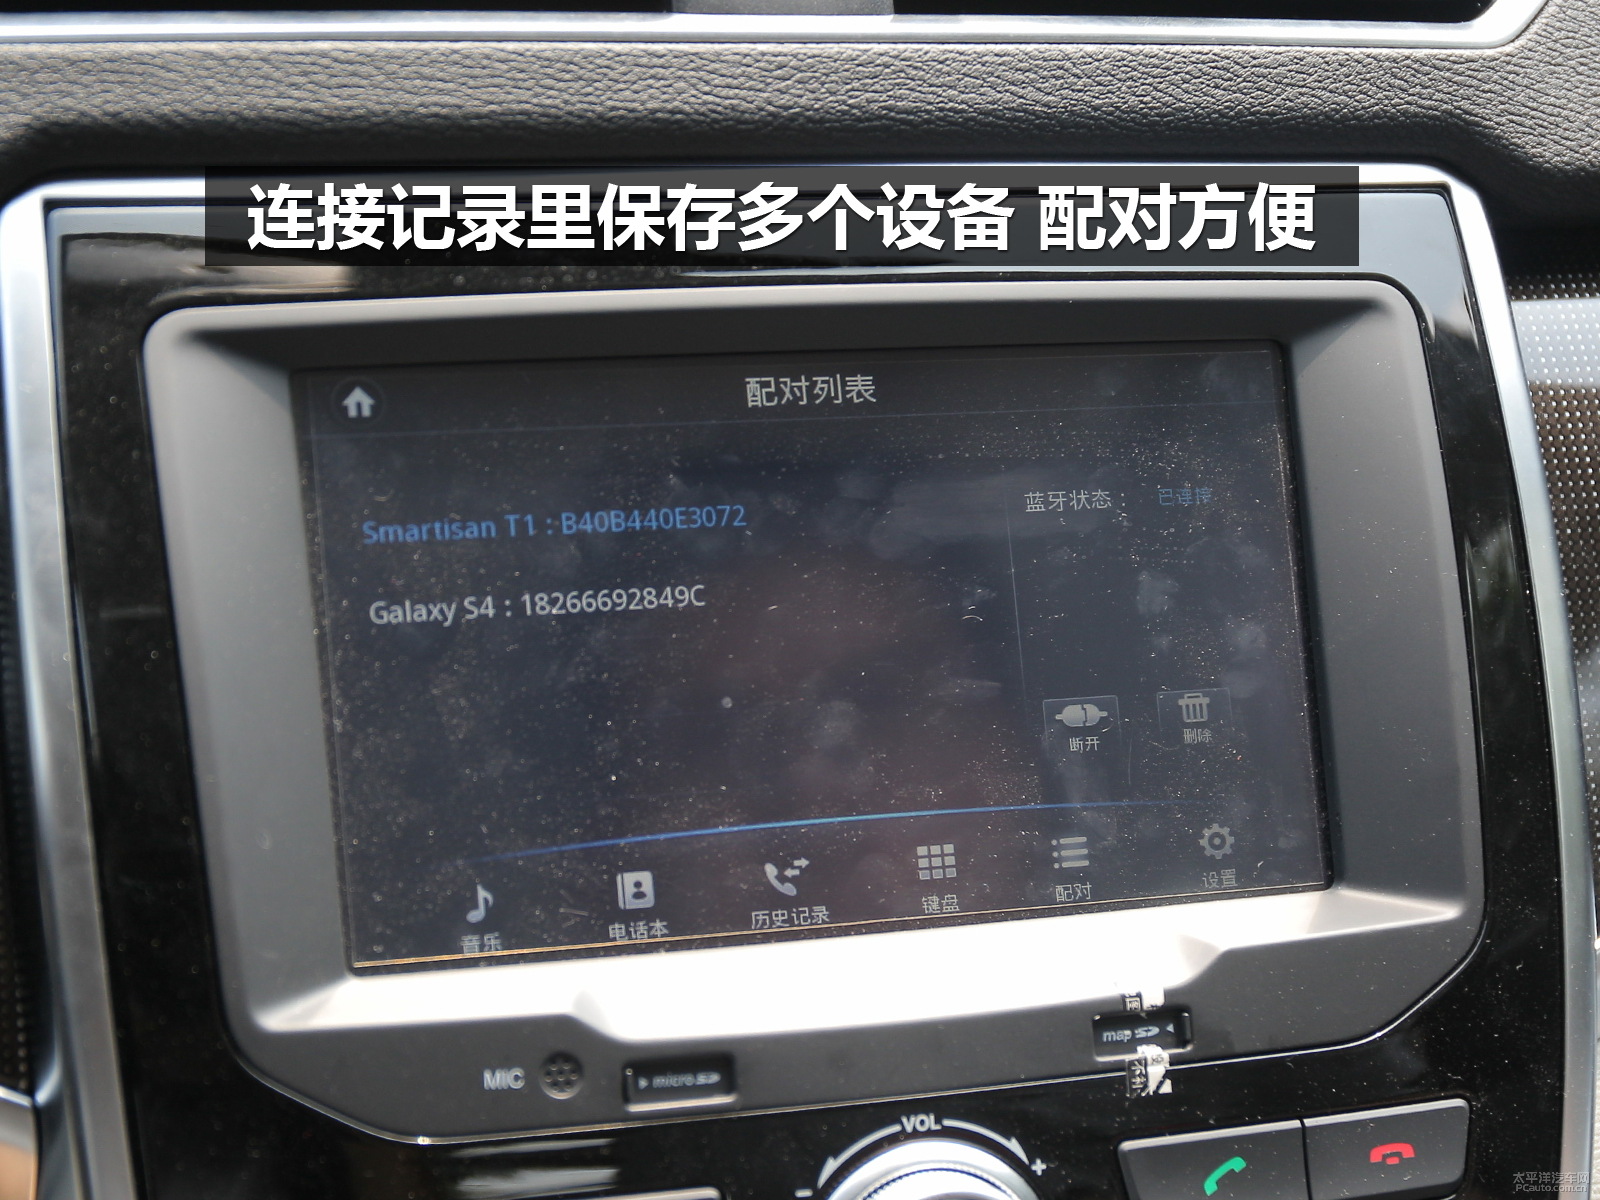 连接记录里保存多个设备 配对方便
配对列表
Smartisan T1 : B40B440E3072
蓝牙状态 : 已连接
Galaxy S4 : 18266692849C
断开
删除
音乐
电话本
历史记录
键盘
配对
设置
map
MIC
micro
VOL
- +
太平洋汽车网
PCauto.com.cn